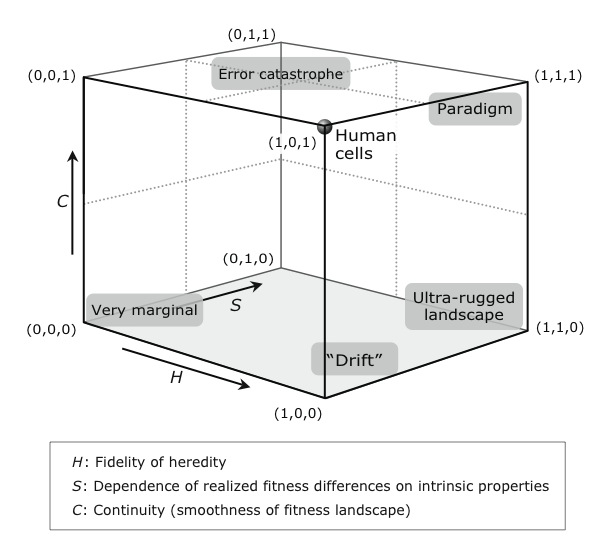 (0,1,1)
(0,0,1)
Error catastrophe
(1,1,1)
Paradigm
Human
cells
(1,0,1)
C
(0,1,0)
S
Very marginal
Ultra-rugged
landscape
(0,0,0)
(1,1,0)
“Drift”
H
(1,0,0)
H: Fidelity of heredity
S: Dependence of realized fitness differences on intrinsic properties
C: Continuity (smoothness of fitness landscape)